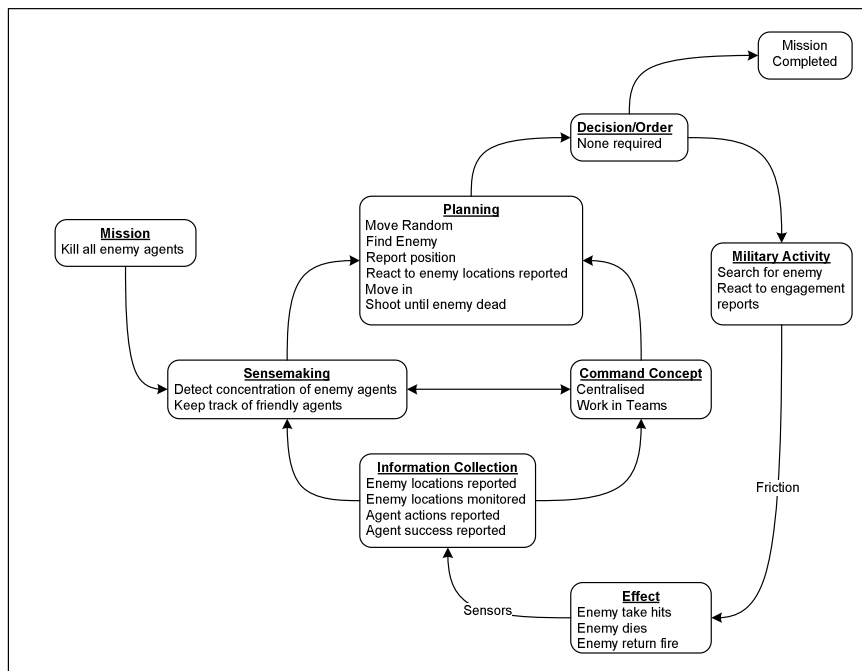 Mission
Completed
Decision/Order
None required
Planning
Move Random
Find Enemy
Report position
React to enemy locations reported
Move in
Shoot until enemy dead
Mission
Kill all enemy agents
Military Activity
Search for enemy
React to engagement
reports
Sensemaking
Detect concentration of enemy agents
Keep track of friendly agents
Command Concept
Centralised
Work in Teams
Information Collection
Enemy locations reported
Enemy locations monitored
Agent actions reported
Agent success reported
Friction
Sensors
Effect
Enemy take hits
Enemy dies
Enemy return fire